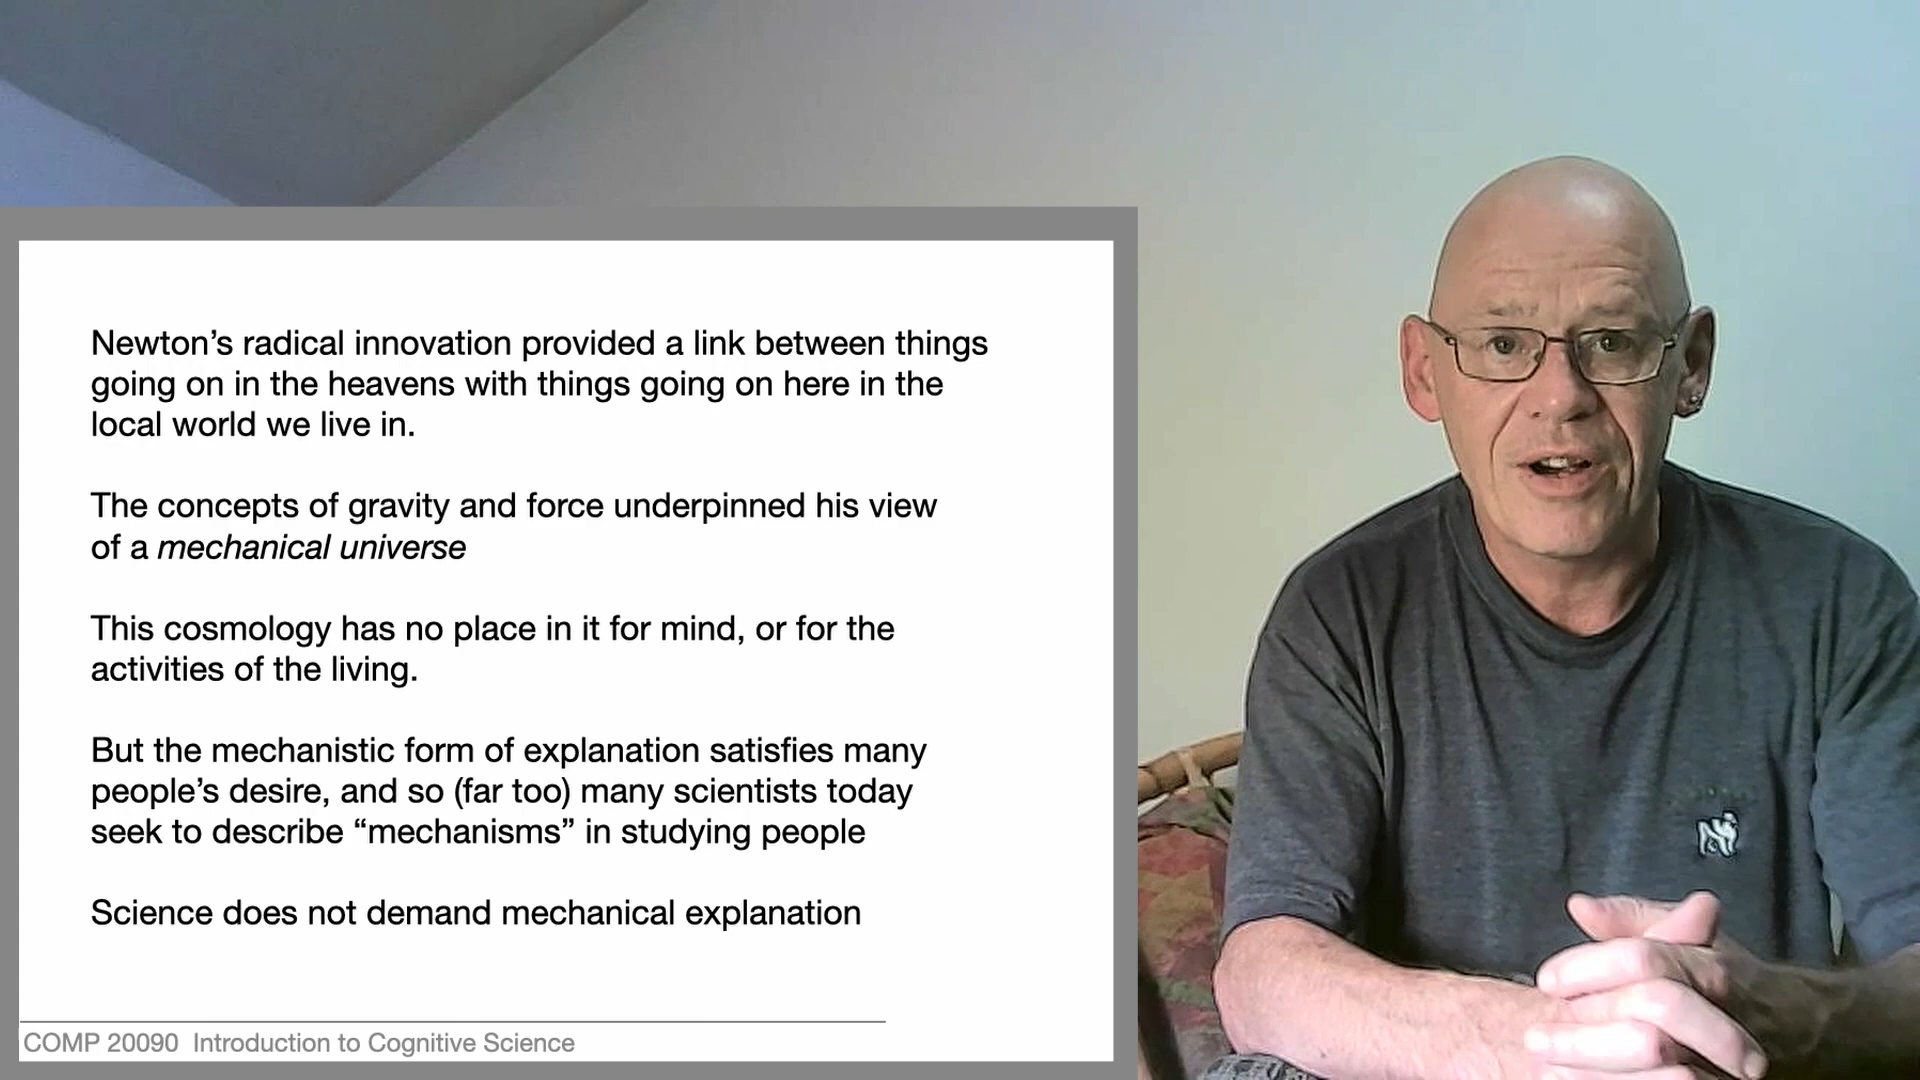 Newton’s radical innovation provided a link between things
going on in the heavens with things going on here in the
local world we live in.
The concepts of gravity and force underpinned his view
of a mechanical universe
This cosmology has no place in it for mind, or for the
activities of the living.
But the mechanistic form of explanation satisfies many
people’s desire, and so (far too) many scientists today
seek to describe “mechanisms” in studying people
Science does not demand mechanical explanation
COMP 20090 Introduction to Cognitive Science